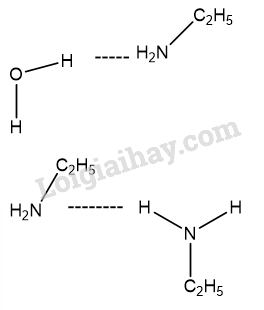 C₂H₅
O H ----- H₂N
H
C₂H₅
H₂N -------- H H
N
C₂H₅
Loigiaihay.com